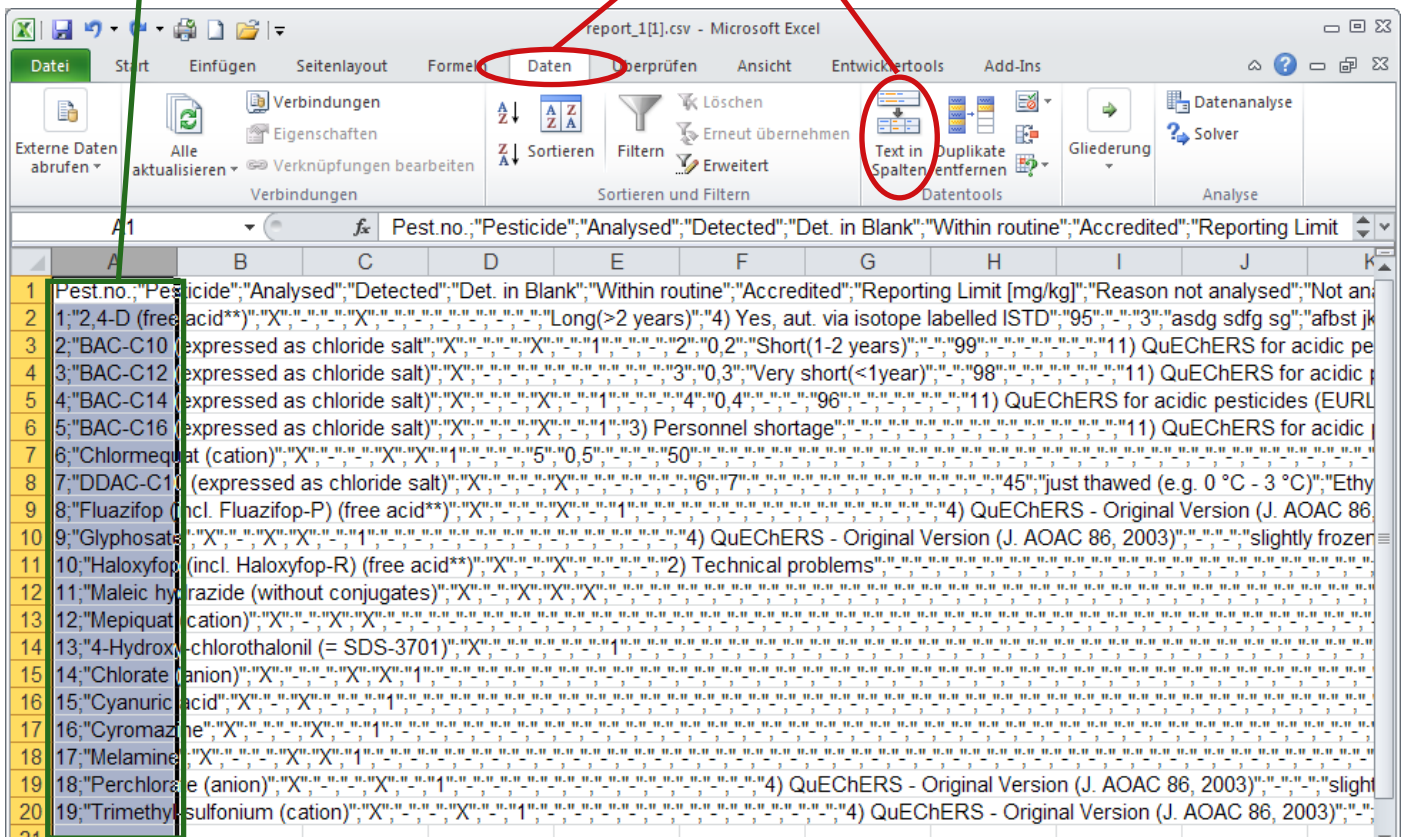 report_1[1].csv - Microsoft Excel
Datei Start Einfügen Seitenlayout Formeln Daten Überprüfen Ansicht Entwicklertools Add-Ins
Externe Daten abrufen
Alle aktualisieren
Verbindungen
Eigenschaften
Verknüpfungen bearbeiten
Verbindungen
Sortieren
Filtern
Löschen
Erneut übernehmen
Erweitert
Sortieren und Filtern
Text in Spalten
Duplikate entfernen
Datentools
Gliederung
Datenanalyse
Solver
Analyse
A1 fx Pest.no.;"Pesticide";"Analysed";"Detected";"Det. in Blank";"Within routine";"Accredited";"Reporting Limit
A B C D E F G H I J K
1 Pest.no.;"Pesticide";"Analysed";"Detected";"Det. in Blank";"Within routine";"Accredited";"Reporting Limit [mg/kg]";"Reason not analysed";"Not ana
2 1;"2,4-D (free acid**)";"X";"-";"-";"X";"-";"-";"-";"-";"-";"-";"Long(>2 years)";"4) Yes, aut. via isotope labelled ISTD";"95";"-";"3";"asdg sdfg sg";"afbst jk
3 2;"BAC-C10 (expressed as chloride salt";"X";"-";"-";"X";"-";"1";"-";"-";"2";"0,2";"Short(1-2 years)";"-";"99";"-";"-";"-";"-";"11) QuEChERS for acidic pe
4 3;"BAC-C12 (expressed as chloride salt)";"X";"-";"-";"-";"-";"-";"-";"-";"3";"0,3";"Very short(<1year)";"-";"98";"-";"-";"-";"-";"11) QuEChERS for acidic
5 4;"BAC-C14 (expressed as chloride salt)";"X";"-";"-";"X";"-";"1";"-";"-";"4";"0,4";"-";"-";"96";"-";"-";"-";"-";"11) QuEChERS for acidic pesticides (EURL
6 5;"BAC-C16 (expressed as chloride salt)";"X";"-";"-";"X";"-";"1";"3) Personnel shortage";"-";"-";"-";"-";"-";"-";"-";"-";"-";"-";"11) QuEChERS for acidic
7 6;"Chlormequat (cation)";"X";"-";"-";"X";"X";"1";"-";"-";"5";"0,5";"-";"-";"50";"-";"-";"-";"-";"-";"-";"-";"-";"-";"-";"-";"-";"-";"-"
8 7;"DDAC-C10 (expressed as chloride salt)";"X";"-";"-";"X";"-";"-";"-";"-";"6";"7";"-";"-";"-";"-";"-";"-";"-";"-";"-";"45";"just thawed (e.g. 0 °C - 3 °C)";"Ethy
9 8;"Fluazifop (incl. Fluazifop-P) (free acid**)";"X";"-";"-";"X";"-";"1";"-";"-";"-";"-";"-";"-";"-";"-";"-";"-";"-";"4) QuEChERS - Original Version (J. AOAC 86,
10 9;"Glyphosate";"X";"-";"X";"X";"-";"1";"-";"-";"-";"-";"-";"-";"-";"-";"-";"-";"-";"4) QuEChERS - Original Version (J. AOAC 86, 2003)";"-";"-";"slightly frozen
11 10;"Haloxyfop (incl. Haloxyfop-R) (free acid**)";"X";"-";"X";"-";"-";"-";"2) Technical problems";"-";"-";"-";"-";"-";"-";"-";"-";"-";"-";"-";"-";"-";"-"
12 11;"Maleic hydrazide (without conjugates)";"X";"-";"X";"X";"X";"-";"-";"-";"-";"-";"-";"-";"-";"-";"-";"-";"-";"-";"-";"-";"-";"-"
13 12;"Mepiquat (cation)";"X";"-";"X";"X";"-";"-";"-";"-";"-";"-";"-";"-";"-";"-";"-";"-";"-";"-";"-";"-";"-";"-";"-";"-"
14 13;"4-Hydroxy-chlorothalonil (= SDS-3701)";"X";"-";"-";"-";"-";"1";"-";"-";"-";"-";"-";"-";"-";"-";"-";"-";"-";"-";"-";"-"
15 14;"Chlorate (anion)";"X";"-";"-";"X";"X";"1";"-";"-";"-";"-";"-";"-";"-";"-";"-";"-";"-";"-";"-";"-";"-";"-";"-"
16 15;"Cyanuric acid";"X";"-";"X";"-";"-";"1";"-";"-";"-";"-";"-";"-";"-";"-";"-";"-";"-";"-";"-";"-";"-";"-";"-"
17 16;"Cyromazine";"X";"-";"-";"X";"-";"1";"-";"-";"-";"-";"-";"-";"-";"-";"-";"-";"-";"-";"-";"-";"-";"-";"-"
18 17;"Melamine";"X";"-";"-";"X";"X";"1";"-";"-";"-";"-";"-";"-";"-";"-";"-";"-";"-";"-";"-";"-";"-";"-";"-"
19 18;"Perchlorate (anion)";"X";"-";"-";"X";"-";"1";"-";"-";"-";"-";"-";"-";"-";"-";"-";"-";"-";"4) QuEChERS - Original Version (J. AOAC 86, 2003)";"-";"-";"slight
20 19;"Trimethyl-sulfonium (cation)";"X";"-";"-";"X";"-";"1";"-";"-";"-";"-";"-";"-";"-";"-";"-";"-";"-";"4) QuEChERS - Original Version (J. AOAC 86, 2003)";"-";
21